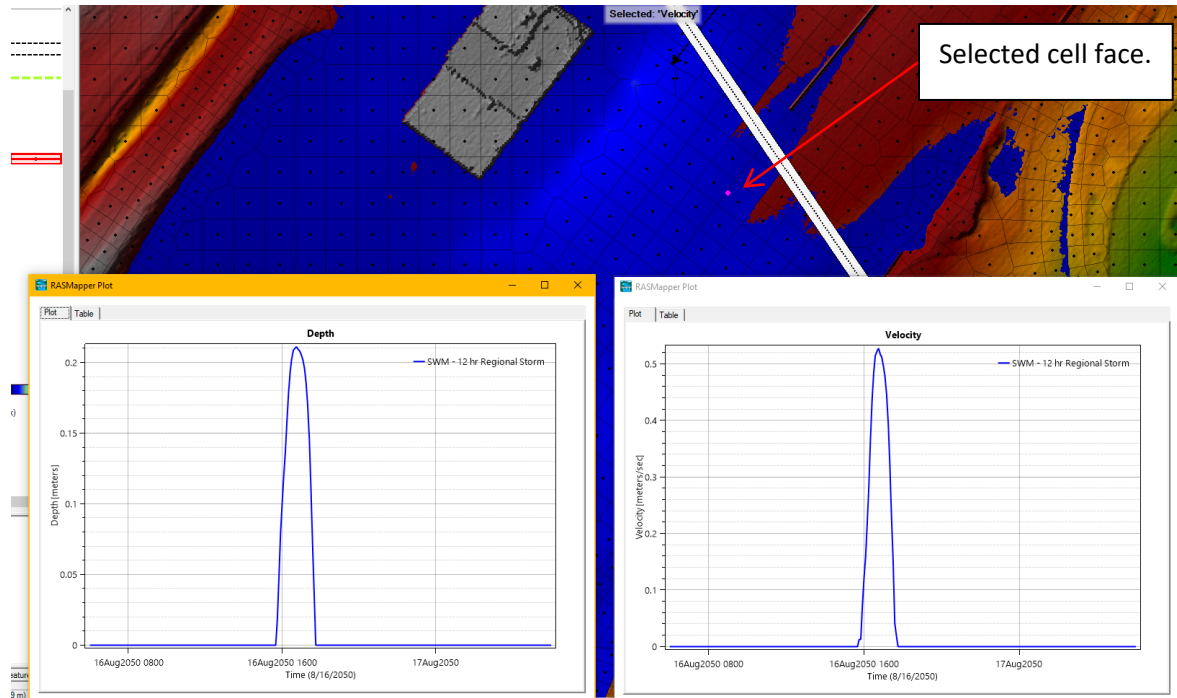 Selected: 'Velocity'
Selected cell face.
RASMapper Plot
Plot
Table
Depth
SWM - 12 hr Regional Storm
0.2
0.15
0.1
0.05
0
Depth [meters]
16Aug2050 0800
16Aug2050 1600
17Aug2050
Time (8/16/2050)
RASMapper Plot
Plot
Table
Velocity
SWM - 12 hr Regional Storm
0.5
0.4
0.3
0.2
0.1
0
Velocity [meters/sec]
16Aug2050 0800
16Aug2050 1600
17Aug2050
Time (8/16/2050)